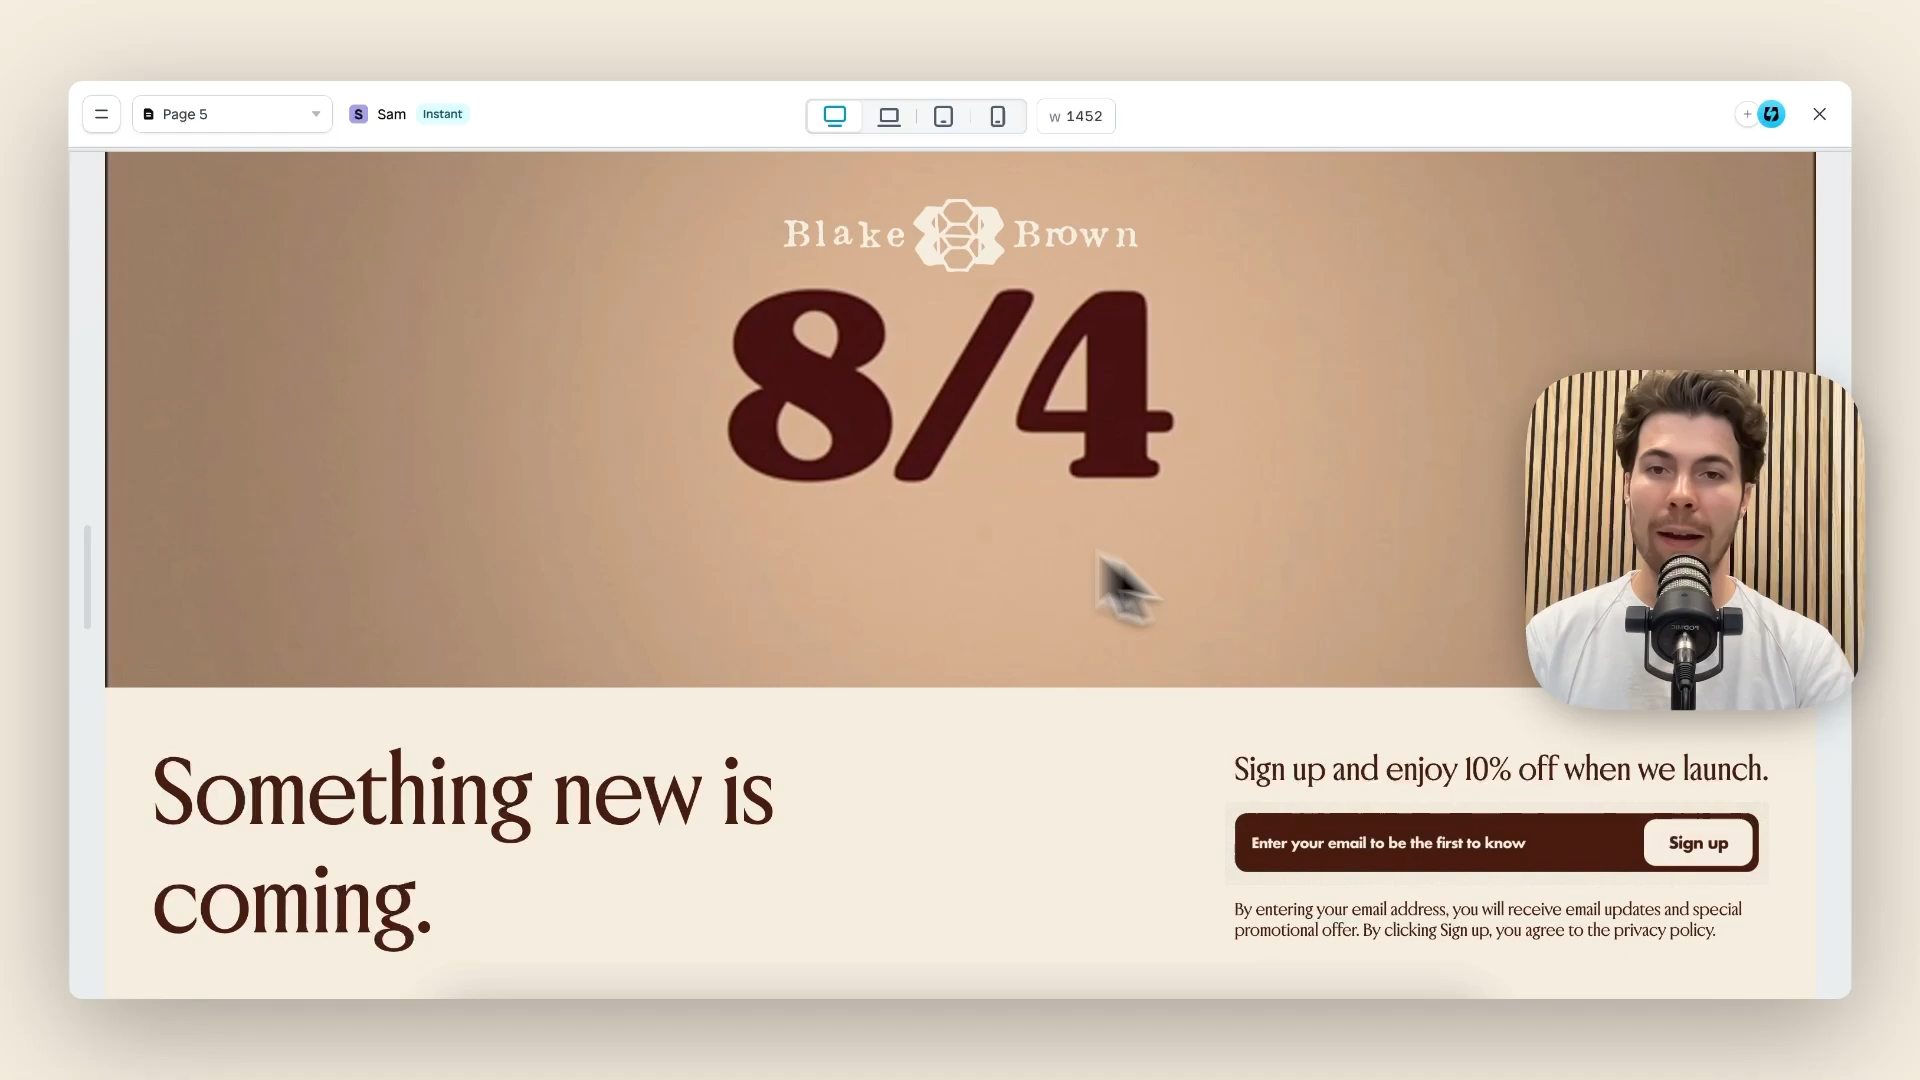 Page 5
S Sam Instant
W 1452
Blake Brown
8/4
Something new is
coming.
Sign up and enjoy 10% off when we launch.
Enter your email to be the first to know
Sign up
By entering your email address, you will receive email updates and special
promotional offer. By clicking Sign up, you agree to the privacy policy.
PODMIC